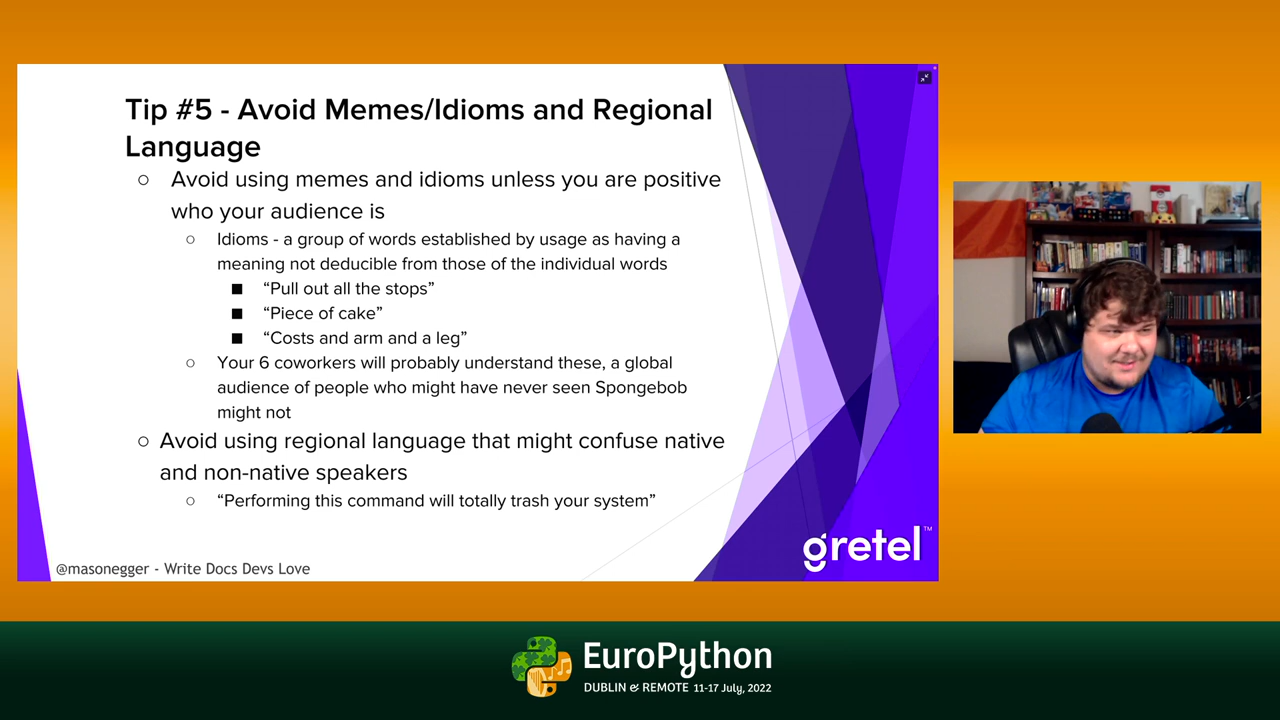 Tip #5 - Avoid Memes/Idioms and Regional
Language
○ Avoid using memes and idioms unless you are positive
who your audience is
○ Idioms - a group of words established by usage as having a
meaning not deducible from those of the individual words
■ “Pull out all the stops”
■ “Piece of cake”
■ “Costs and arm and a leg”
○ Your 6 coworkers will probably understand these, a global
audience of people who might have never seen Spongebob
might not
○ Avoid using regional language that might confuse native
and non-native speakers
○ “Performing this command will totally trash your system”
gretel™
@masonegger - Write Docs Devs Love
EuroPython
DUBLIN & REMOTE 11-17 July, 2022